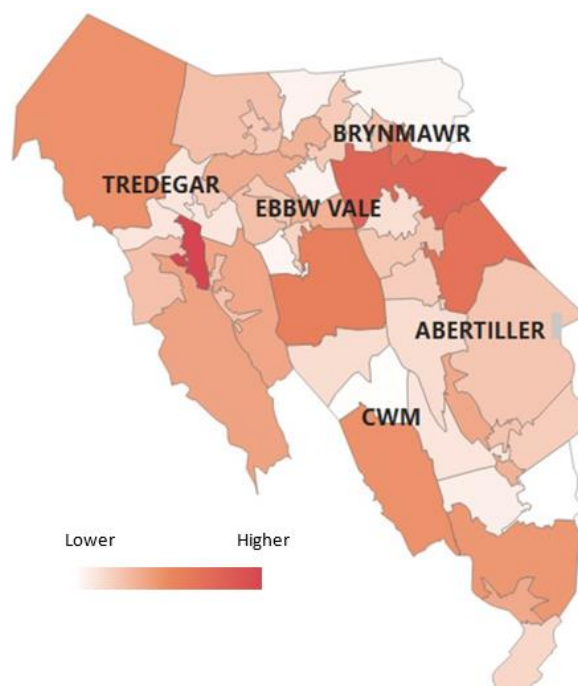 BRYNMAWR
TREDEGAR
EBBW VALE
ABERTILLER
CWM
Lower Higher